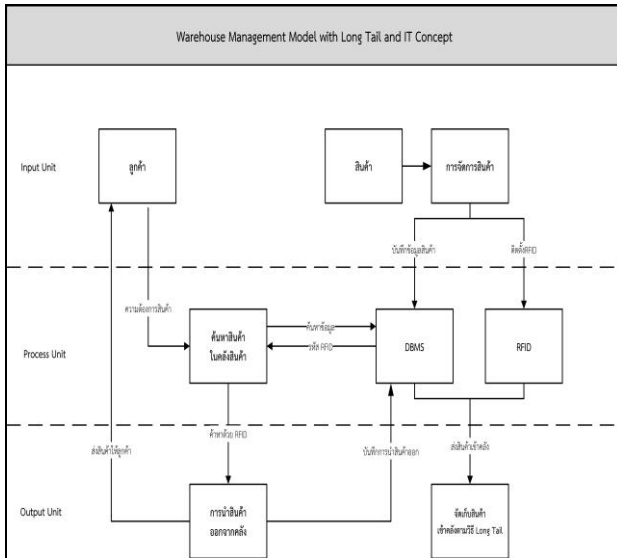 Warehouse Management Model with Long Tail and IT Concept
Input Unit
ลูกค้า
สินค้า
การจัดการสินค้า
บันทึกข้อมูลสินค้า
ติดตั้งRFID
ความต้องการสินค้า
Process Unit
ค้นหาสินค้า
ในคลังสินค้า
ค้นหาข้อมูล
รหัส RFID
DBMS
RFID
ส่งสินค้าให้ลูกค้า
ค้าหาด้วย RFID
บันทึกการนำสินค้าออก
ส่งสินค้าเข้าคลัง
Output Unit
การนำสินค้า
ออกจากคลัง
จัดเก็บสินค้า
เข้าคลังตามวิธี Long Tail